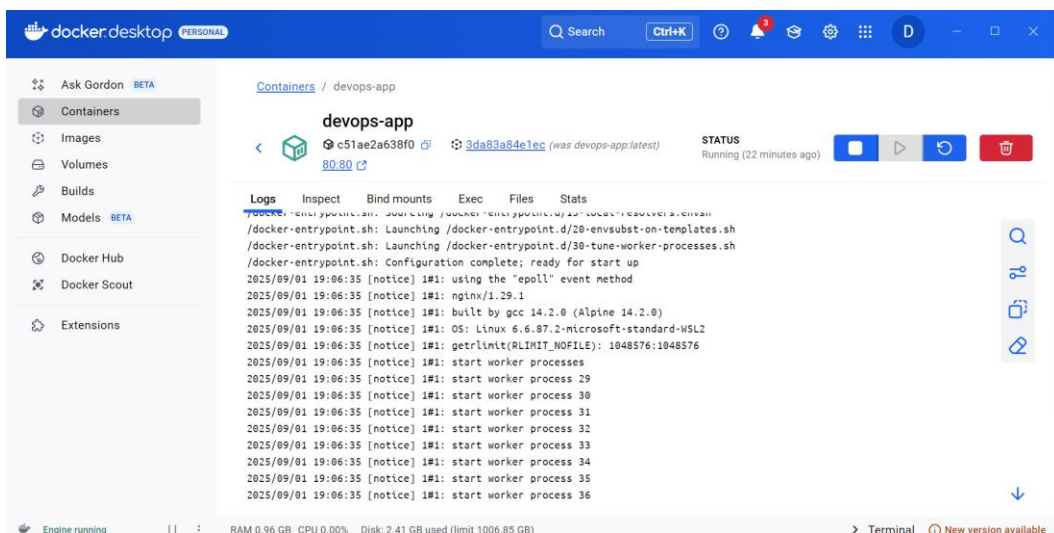 docker.desktop PERSONAL
Search Ctrl+K 3 D
Ask Gordon BETA
Containers
Images
Volumes
Builds
Models BETA
Docker Hub
Docker Scout
Extensions
Containers / devops-app
devops-app
c51ae2a638f0 3da83a84e1ec (was devops-app:latest)
80:80
STATUS
Running (22 minutes ago)
Logs Inspect Bind mounts Exec Files Stats
/docker-entrypoint.sh: Sourcing /docker-entrypoint.d/15-local-resolvers.envsh
/docker-entrypoint.sh: Launching /docker-entrypoint.d/20-envsubst-on-templates.sh
/docker-entrypoint.sh: Launching /docker-entrypoint.d/30-tune-worker-processes.sh
/docker-entrypoint.sh: Configuration complete; ready for start up
2025/09/01 19:06:35 [notice] 1#1: using the "epoll" event method
2025/09/01 19:06:35 [notice] 1#1: nginx/1.29.1
2025/09/01 19:06:35 [notice] 1#1: built by gcc 14.2.0 (Alpine 14.2.0)
2025/09/01 19:06:35 [notice] 1#1: OS: Linux 6.6.87.2-microsoft-standard-WSL2
2025/09/01 19:06:35 [notice] 1#1: getrlimit(RLIMIT_NOFILE): 1048576:1048576
2025/09/01 19:06:35 [notice] 1#1: start worker processes
2025/09/01 19:06:35 [notice] 1#1: start worker process 29
2025/09/01 19:06:35 [notice] 1#1: start worker process 30
2025/09/01 19:06:35 [notice] 1#1: start worker process 31
2025/09/01 19:06:35 [notice] 1#1: start worker process 32
2025/09/01 19:06:35 [notice] 1#1: start worker process 33
2025/09/01 19:06:35 [notice] 1#1: start worker process 34
2025/09/01 19:06:35 [notice] 1#1: start worker process 35
2025/09/01 19:06:35 [notice] 1#1: start worker process 36
Engine running RAM 0.96 GB CPU 0.00% Disk: 2.41 GB used (limit 1006.85 GB) Terminal New version available